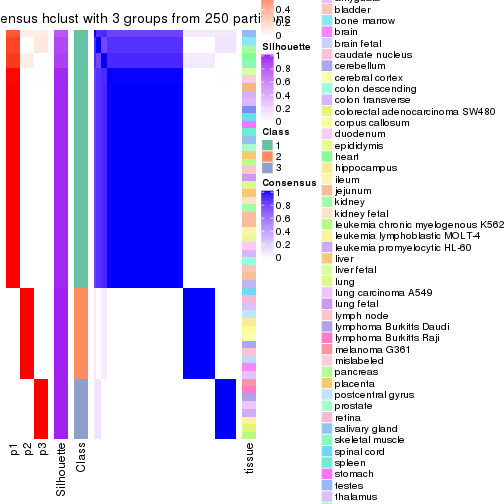 ensus hclust with 3 groups from 250 partitions
0.4
0.2
0
Silhouette
1
0.8
0.6
0.4
0.2
0
Class
1
2
3
Consensus
1
0.8
0.6
0.4
0.2
0
p1
p2
p3
Silhouette
Class
tissue
bladder
bone marrow
brain
brain fetal
caudate nucleus
cerebellum
cerebral cortex
colon descending
colon transverse
colorectal adenocarcinoma SW480
corpus callosum
duodenum
epididymis
heart
hippocampus
ileum
jejunum
kidney
kidney fetal
leukemia chronic myelogenous K562
leukemia lymphoblastic MOLT-4
leukemia promyelocytic HL-60
liver
liver fetal
lung
lung carcinoma A549
lung fetal
lymph node
lymphoma Burkitts Daudi
lymphoma Burkitts Raji
melanoma G361
mislabeled
pancreas
placenta
postcentral gyrus
prostate
retina
salivary gland
skeletal muscle
spinal cord
spleen
stomach
testes
thalamus